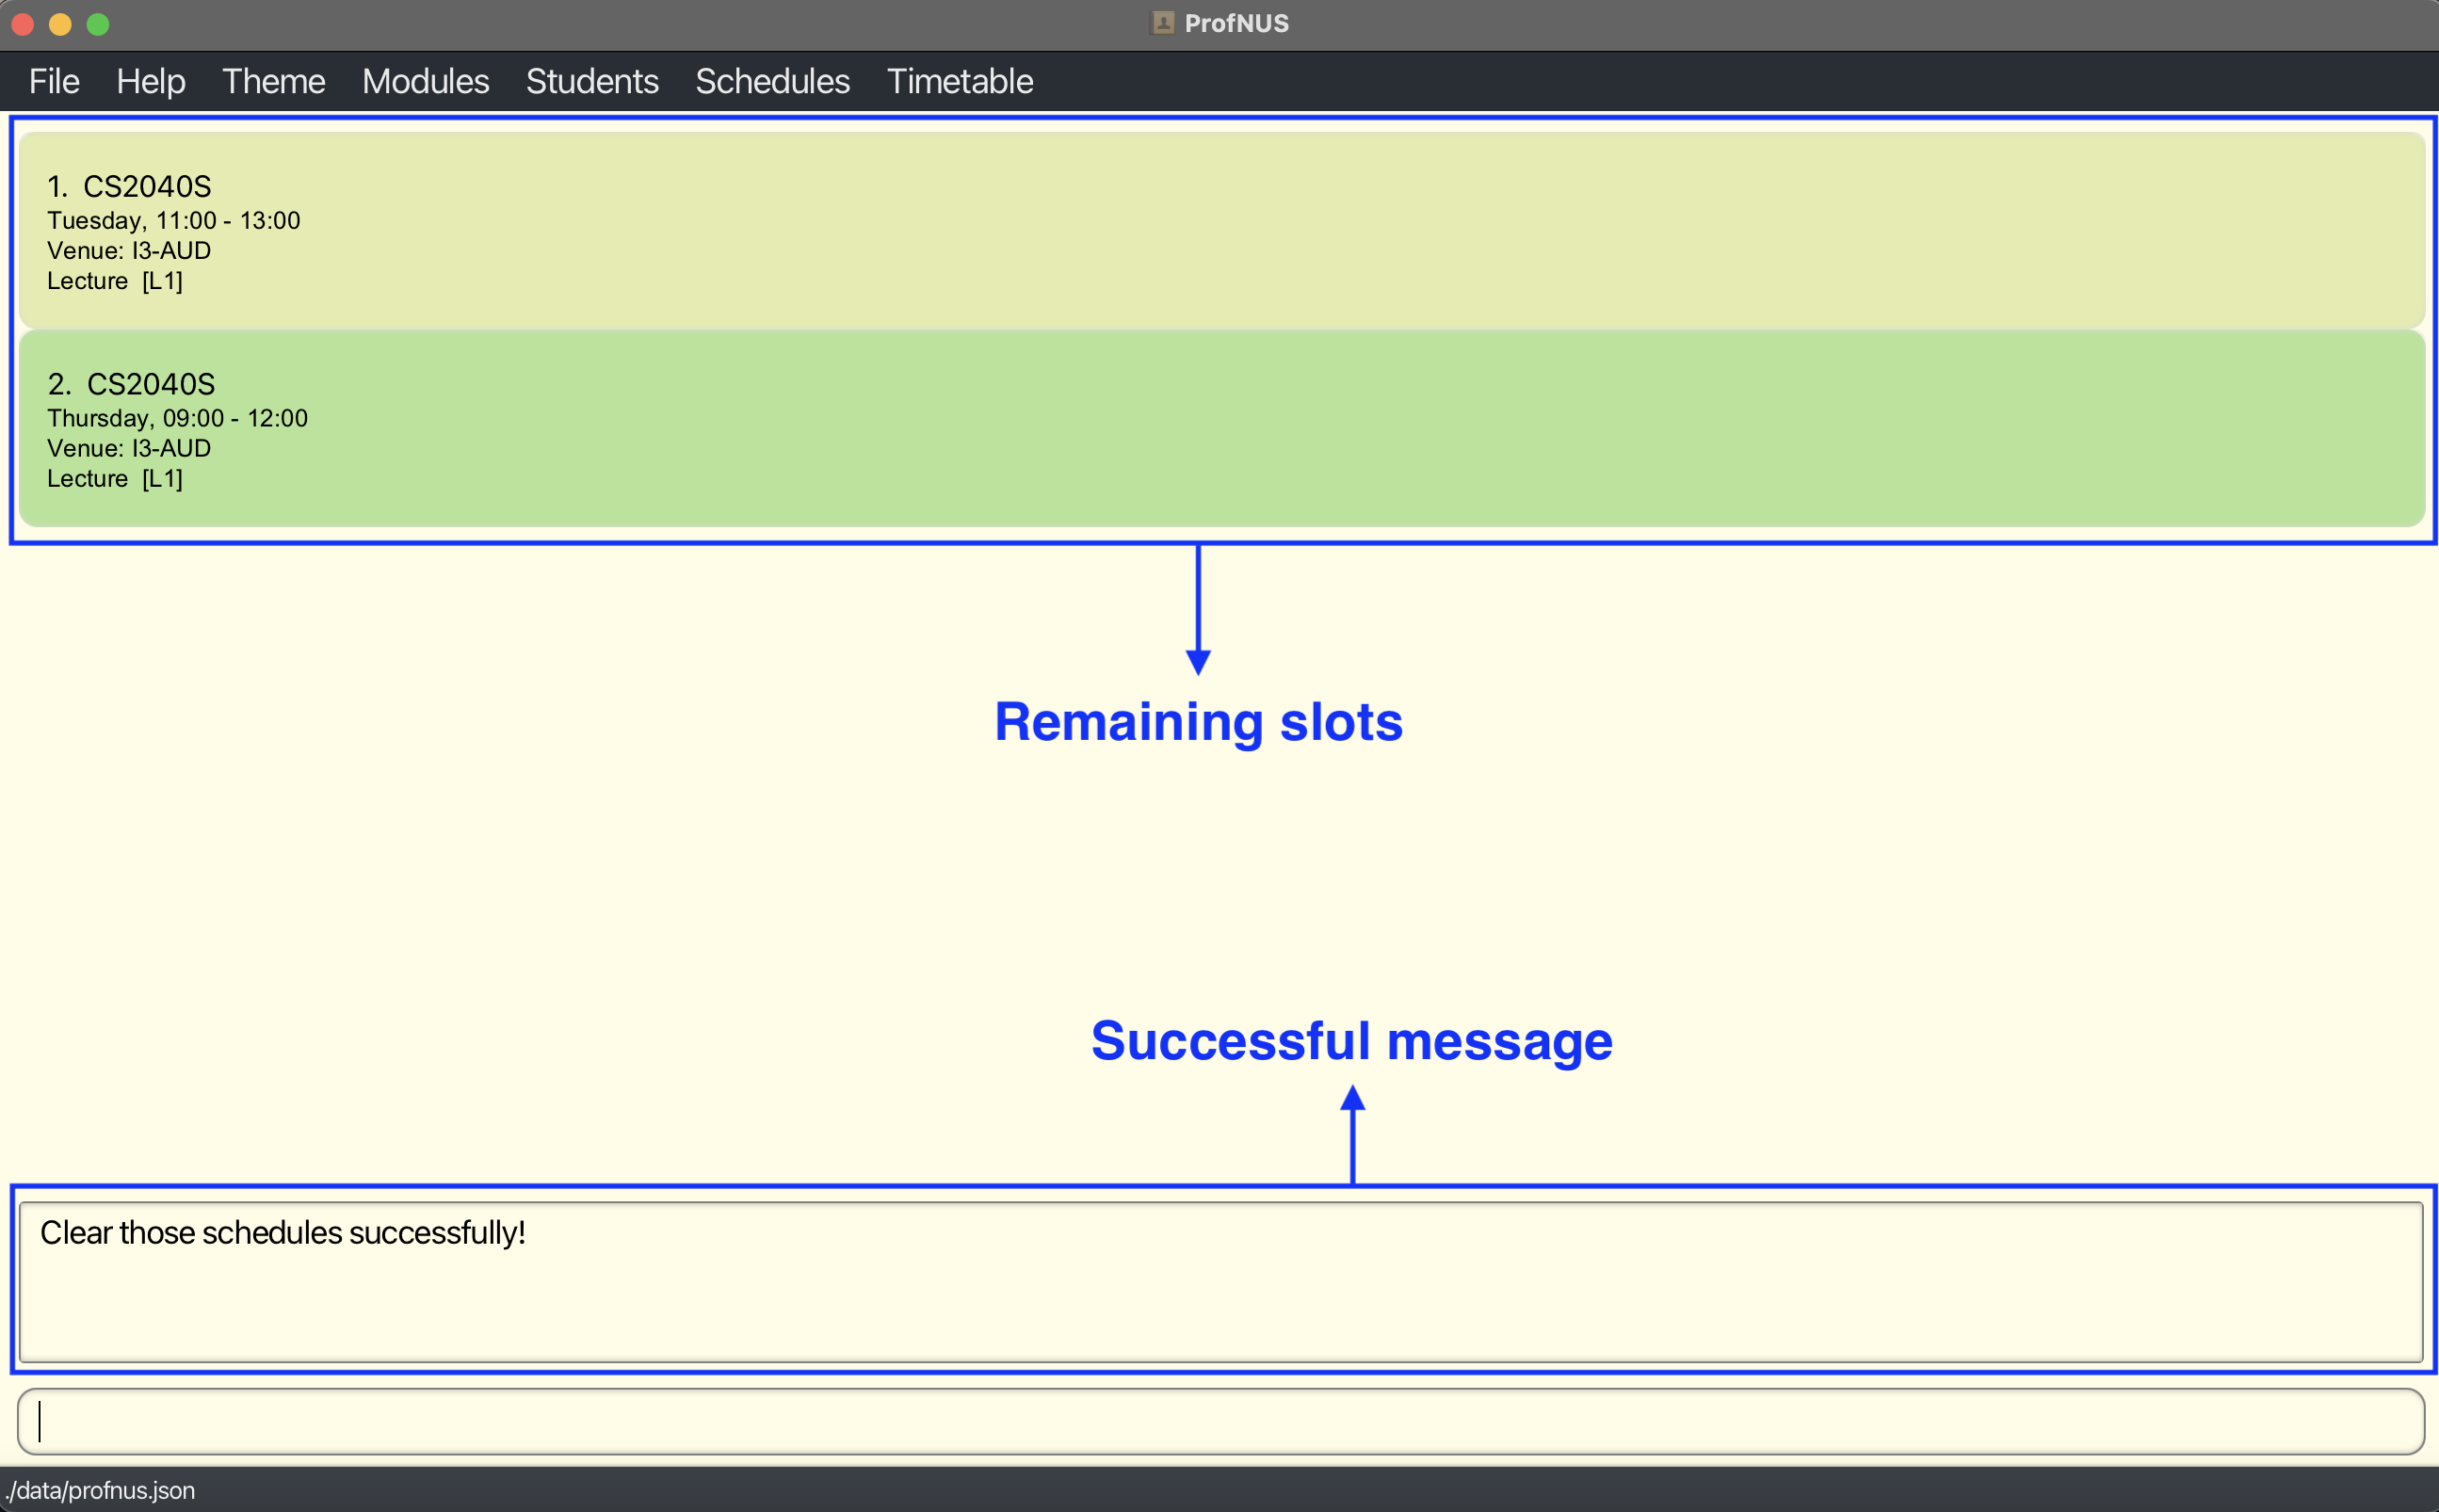 ProfNUS
File Help Theme Modules Students Schedules Timetable
1. CS2040S
Tuesday, 11:00 - 13:00
Venue: I3-AUD
Lecture [L1]
2. CS2040S
Thursday, 09:00 - 12:00
Venue: I3-AUD
Lecture [L1]
Remaining slots
Successful message
Clear those schedules successfully!
./data/profnus.json